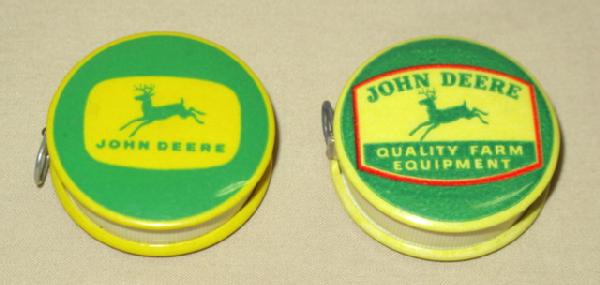 JOHN DEERE
JOHN DEERE
QUALITY FARM
EQUIPMENT